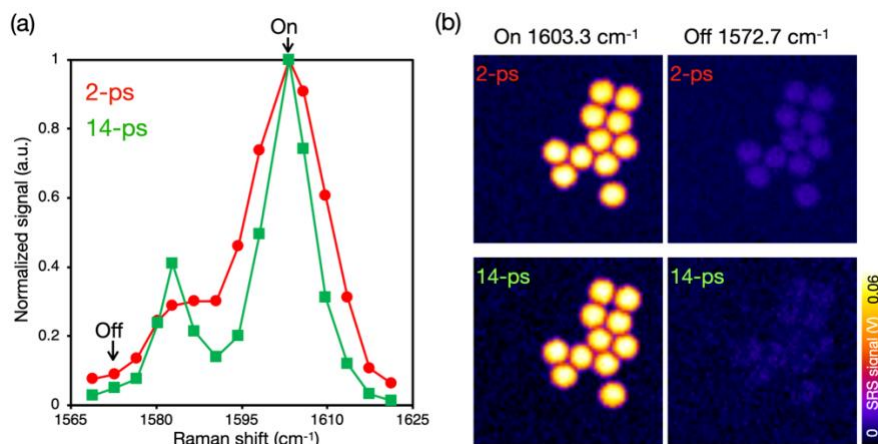 (a)
On
2-ps
14-ps
Off
1
0.8
0.6
0.4
0.2
0
Normalized signal (a.u.)
1565 1580 1595 1610 1625
Raman shift (cm⁻¹)
(b)
On 1603.3 cm⁻¹ Off 1572.7 cm⁻¹
2-ps 2-ps
14-ps 14-ps
0 SRS signal (V) 0.06